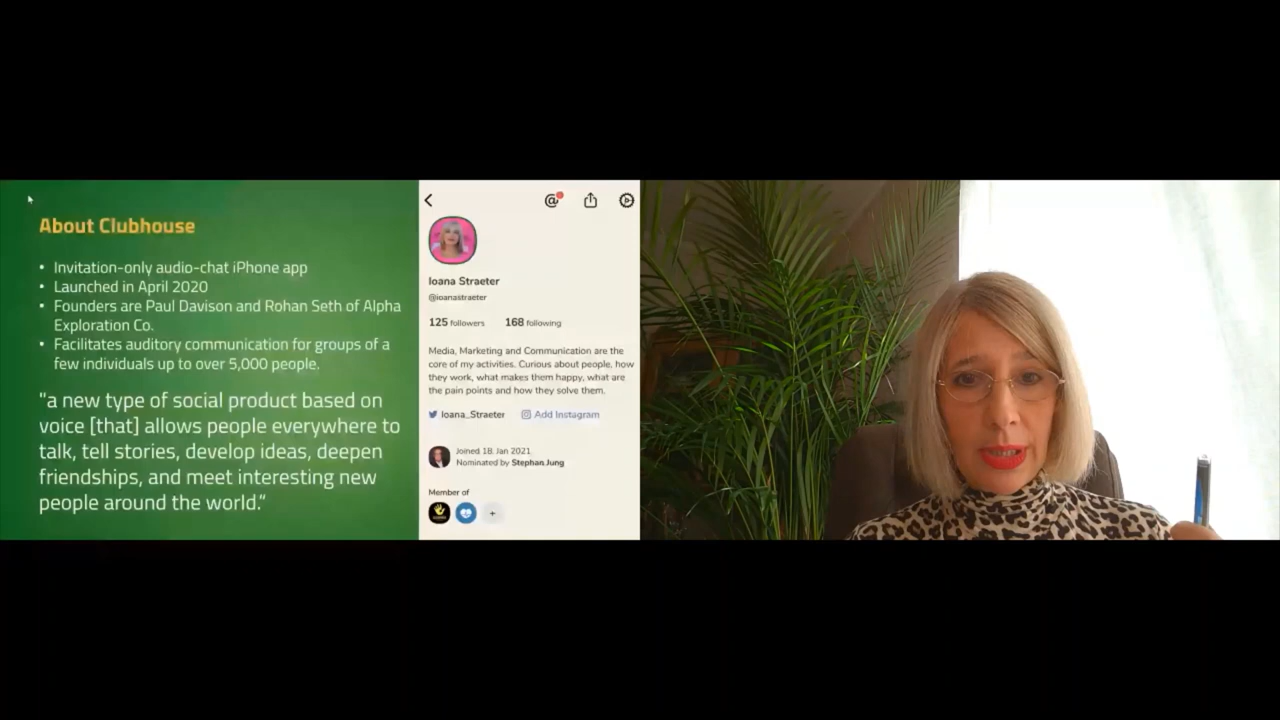 About Clubhouse
• Invitation-only audio-chat iPhone app
• Launched in April 2020
• Founders are Paul Davison and Rohan Seth of Alpha
Exploration Co.
• Facilitates auditory communication for groups of a
few individuals up to over 5,000 people.
"a new type of social product based on
voice [that] allows people everywhere to
talk, tell stories, develop ideas, deepen
friendships, and meet interesting new
people around the world.“
Ioana Straeter
@ioanastraeter
125 followers 168 following
Media, Marketing and Communication are the
core of my activities. Curious about people, how
they work, what makes them happy, what are
the pain points and how they solve them.
Ioana_Straeter Add Instagram
Joined 18. Jan 2021
Nominated by Stephan Jung
Member of
+